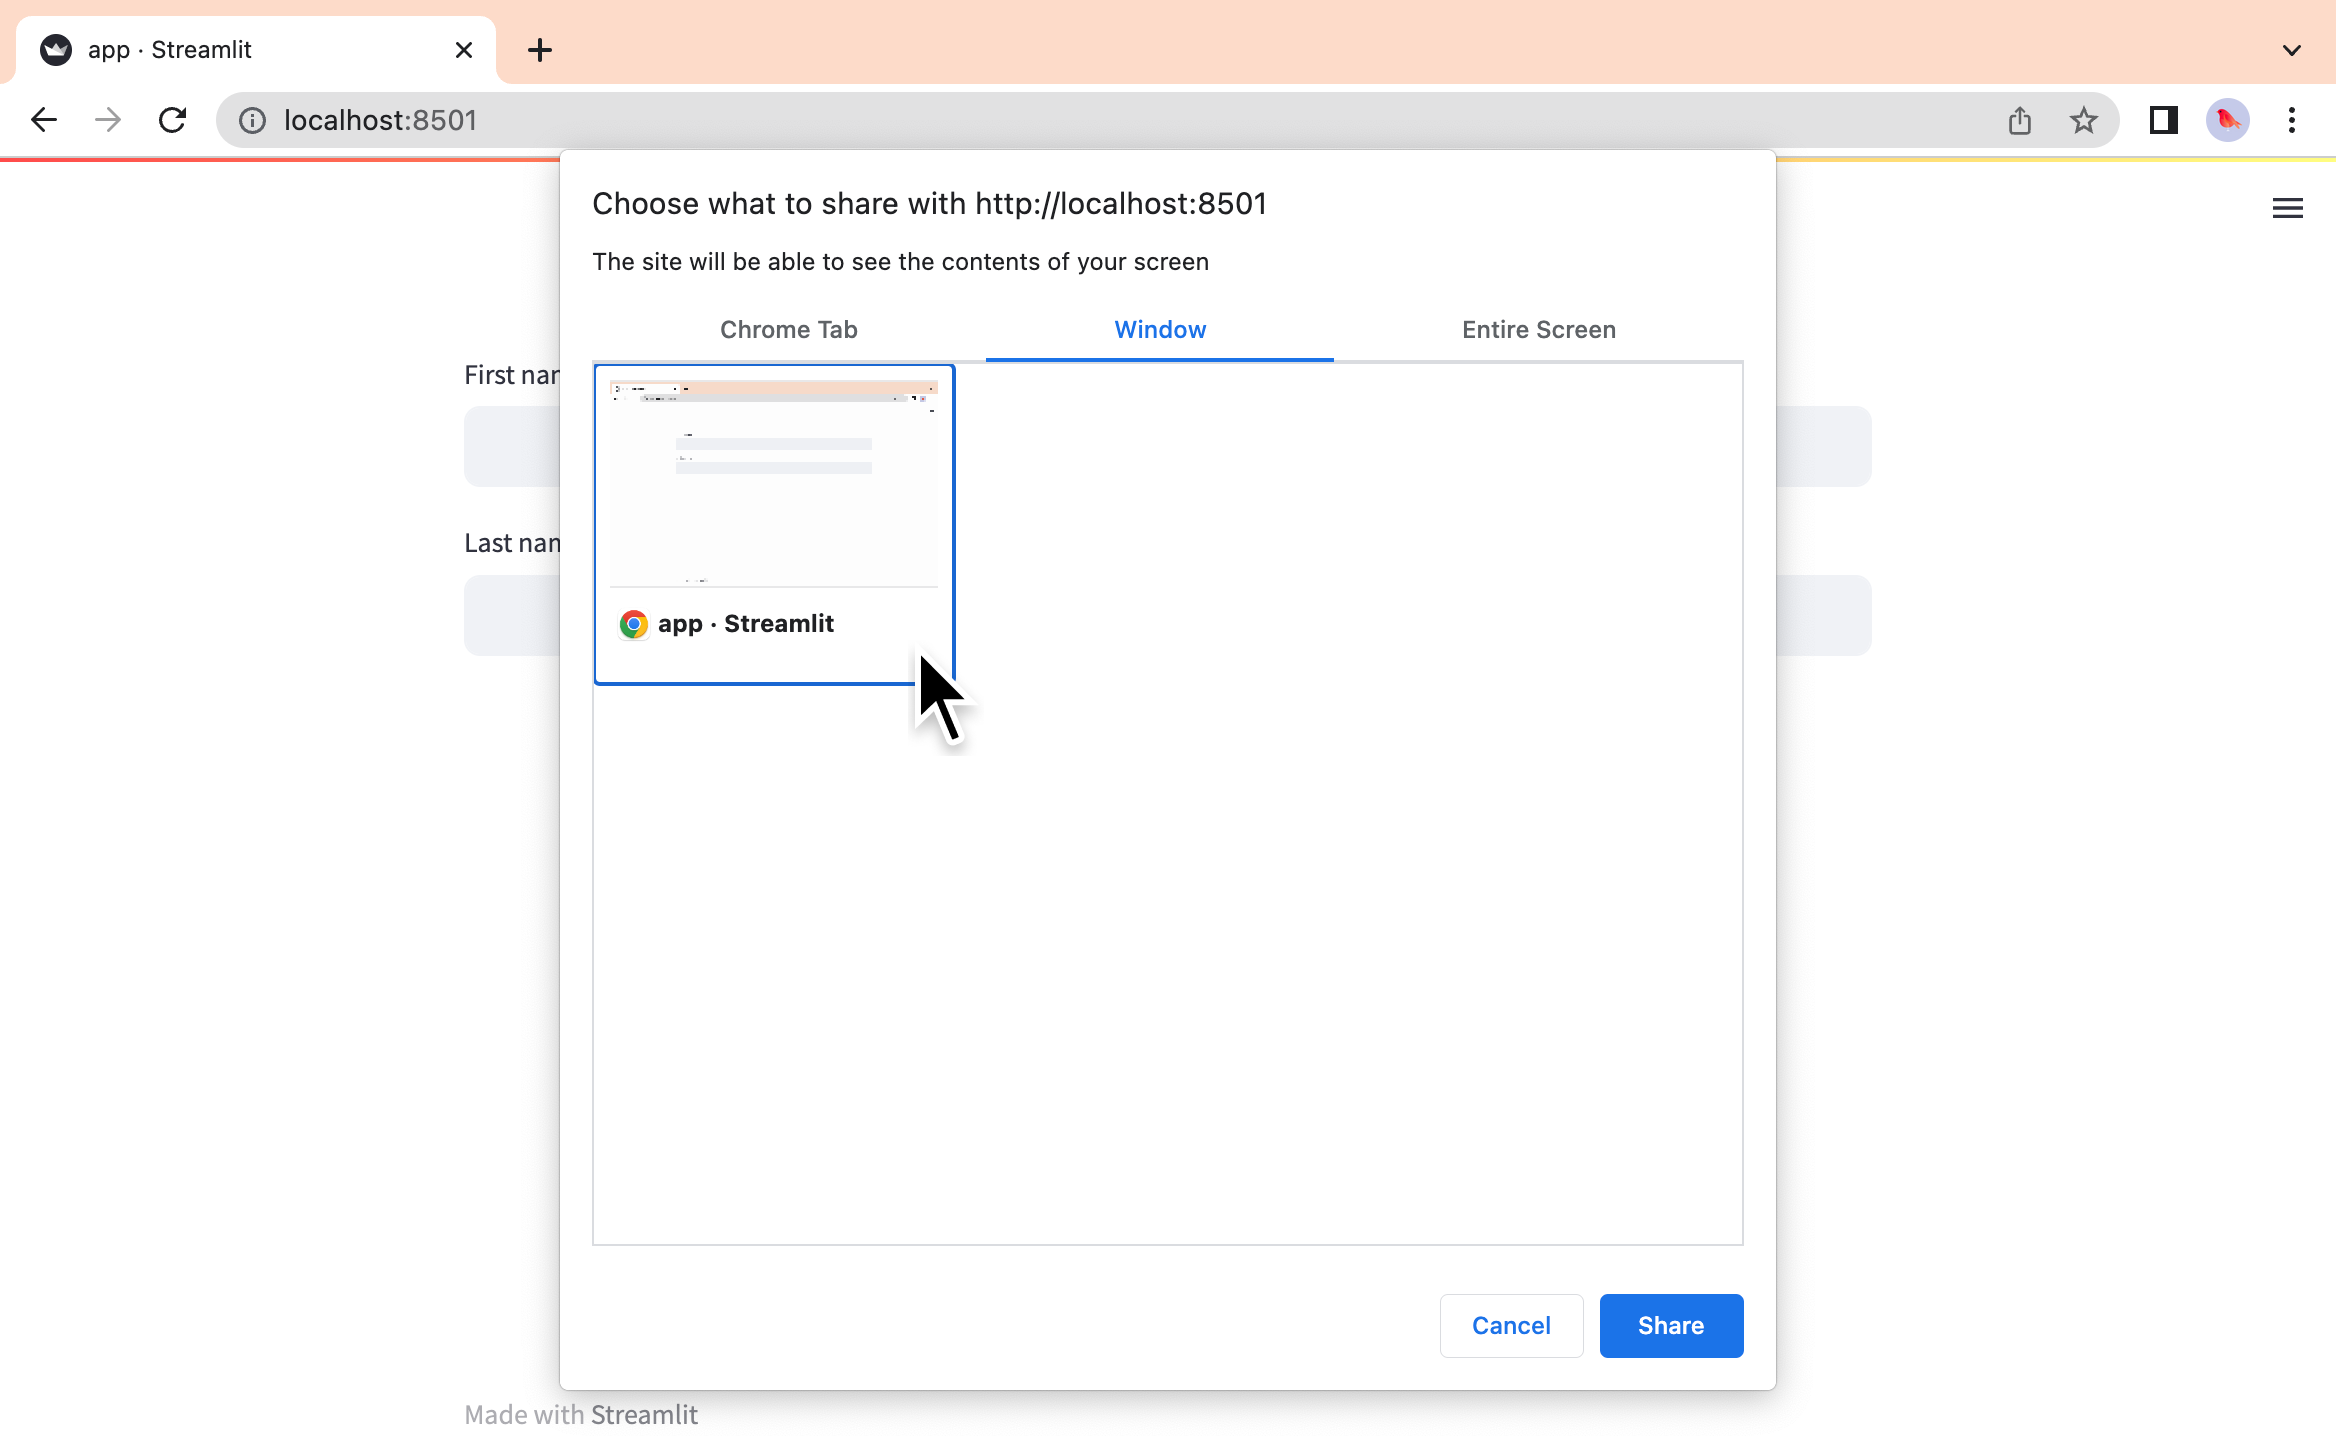 app · Streamlit
localhost:8501
Choose what to share with http://localhost:8501
The site will be able to see the contents of your screen
Chrome Tab Window Entire Screen
First nam
Last nam
app · Streamlit
Cancel Share
Made with Streamlit